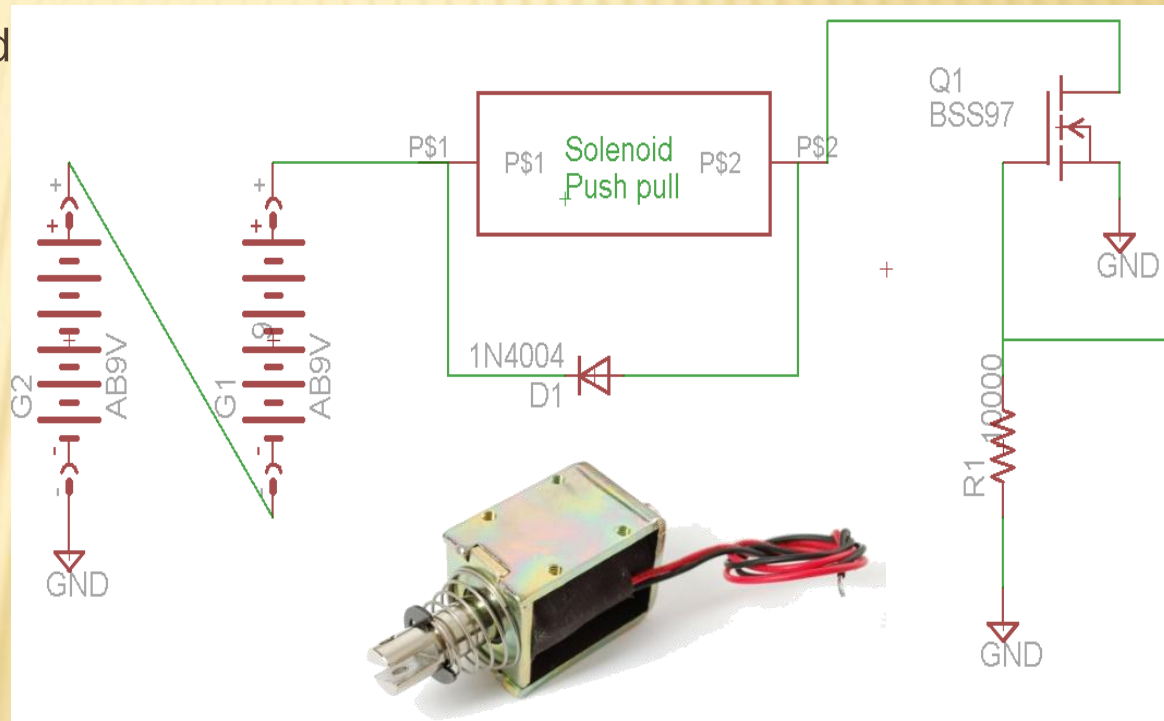 d
Q1
BSS97
P$1
P$1
Solenoid
Push pull
P$2
P$2
+
+
+
+
GND
1N4004
D1
G2
AB9V
G1
9
AB9V
10000
R1
-
-
-
-
GND
GND